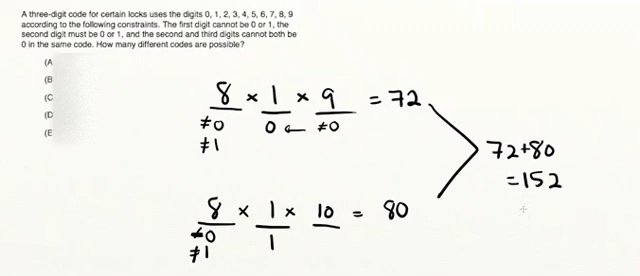 A three-digit code for certain locks uses the digits 0, 1, 2, 3, 4, 5, 6, 7, 8, 9
according to the following constraints. The first digit cannot be 0 or 1, the
second digit must be 0 or 1, and the second and third digits cannot both be
0 in the same code. How many different codes are possible?
(A
(B
(C
(D
(E
8 × 1 × 9 = 72
≠0 0 ← ≠0
≠1
72+80
=152
8 × 1 × 10 = 80
≠0 1
≠1